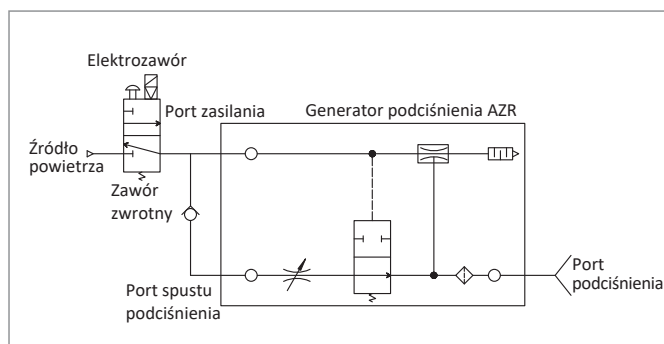 Elektrozawór
Port zasilania
Generator podciśnienia AZR
Źródło
powietrza
Zawór
zwrotny
Port spustu
podciśnienia
Port
podciśnienia